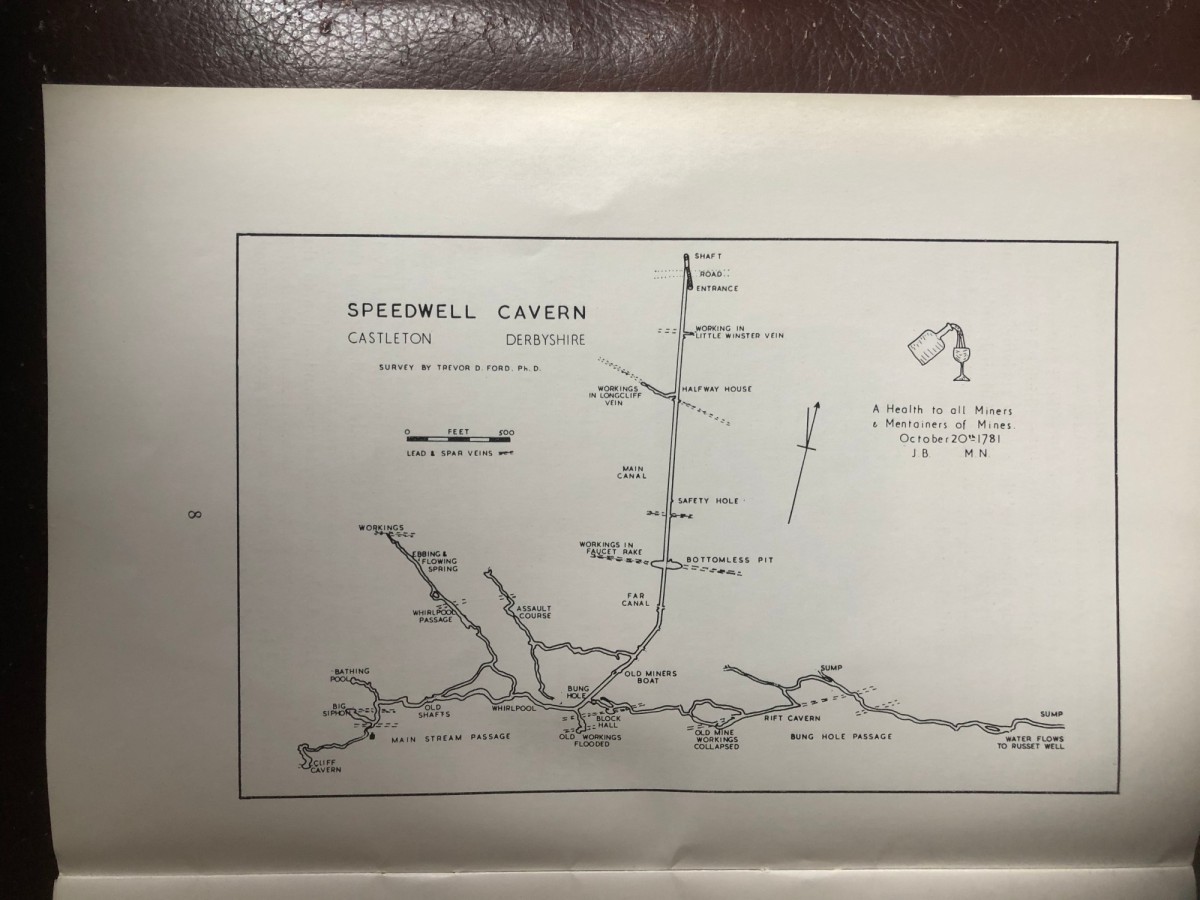 SHAFT
ROAD
ENTRANCE
SPEEDWELL CAVERN
CASTLETON DERBYSHIRE
SURVEY BY TREVOR D. FORD. Ph. D.
WORKING IN
LITTLE WINSTER VEIN
WORKINGS
IN LONGCLIFF
VEIN
HALFWAY HOUSE
A Health to all Miners
& Mentainers of Mines.
October 20th 1781
J.B. M.N.
0 FEET 500
LEAD & SPAR VEINS
MAIN
CANAL
SAFETY HOLE
8
WORKINGS
EBBING &
FLOWING
SPRING
WORKINGS IN
FAUCET RAKE
BOTTOMLESS PIT
WHIRLPOOL
PASSAGE
ASSAULT
COURSE
FAR
CANAL
BATHING
POOL
OLD MINERS
BOAT
SUMP
BIG
SIPHON
OLD
SHAFTS
WHIRLPOOL
BUNG
HOLE
BLOCK
HALL
RIFT CAVERN
SUMP
MAIN STREAM PASSAGE
OLD WORKINGS
FLOODED
OLD MINE
WORKINGS
COLLAPSED
BUNG HOLE PASSAGE
WATER FLOWS
TO RUSSET WELL
CLIFF
CAVERN